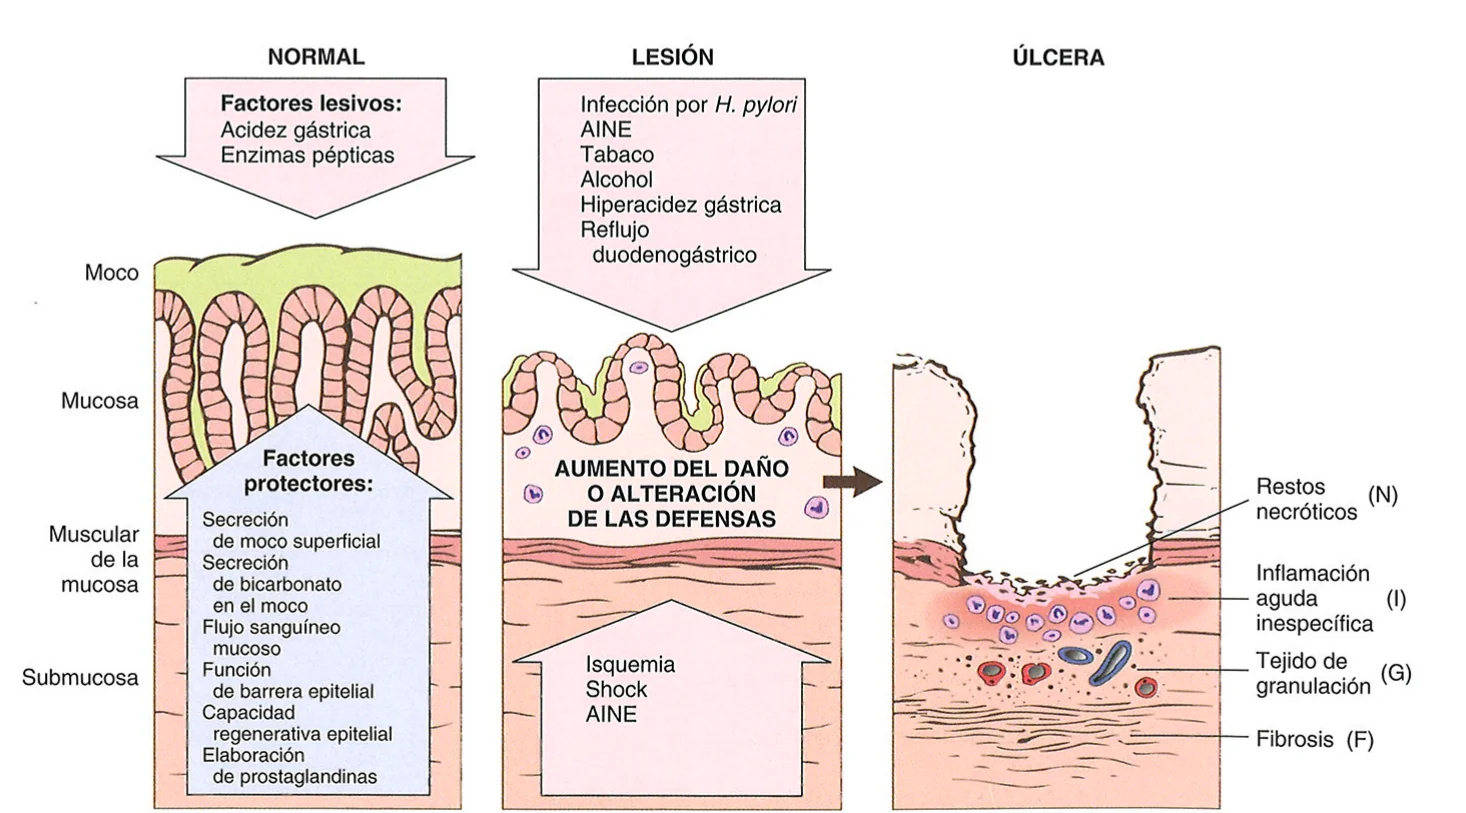 NORMAL
Factores lesivos:
Acidez gástrica
Enzimas pépticas
Moco
Mucosa
Muscular
de la
mucosa
Submucosa
Factores
protectores:
Secreción
de moco superficial
Secreción
de bicarbonato
en el moco
Flujo sanguíneo
mucoso
Función
de barrera epitelial
Capacidad
regenerativa epitelial
Elaboración
de prostaglandinas
LESIÓN
Infección por H. pylori
AINE
Tabaco
Alcohol
Hiperacidez gástrica
Reflujo
duodenogástrico
AUMENTO DEL DAÑO
O ALTERACIÓN
DE LAS DEFENSAS
Isquemia
Shock
AINE
ÚLCERA
Restos
necróticos (N)
Inflamación
aguda
inespecífica (I)
Tejido de
granulación (G)
Fibrosis (F)